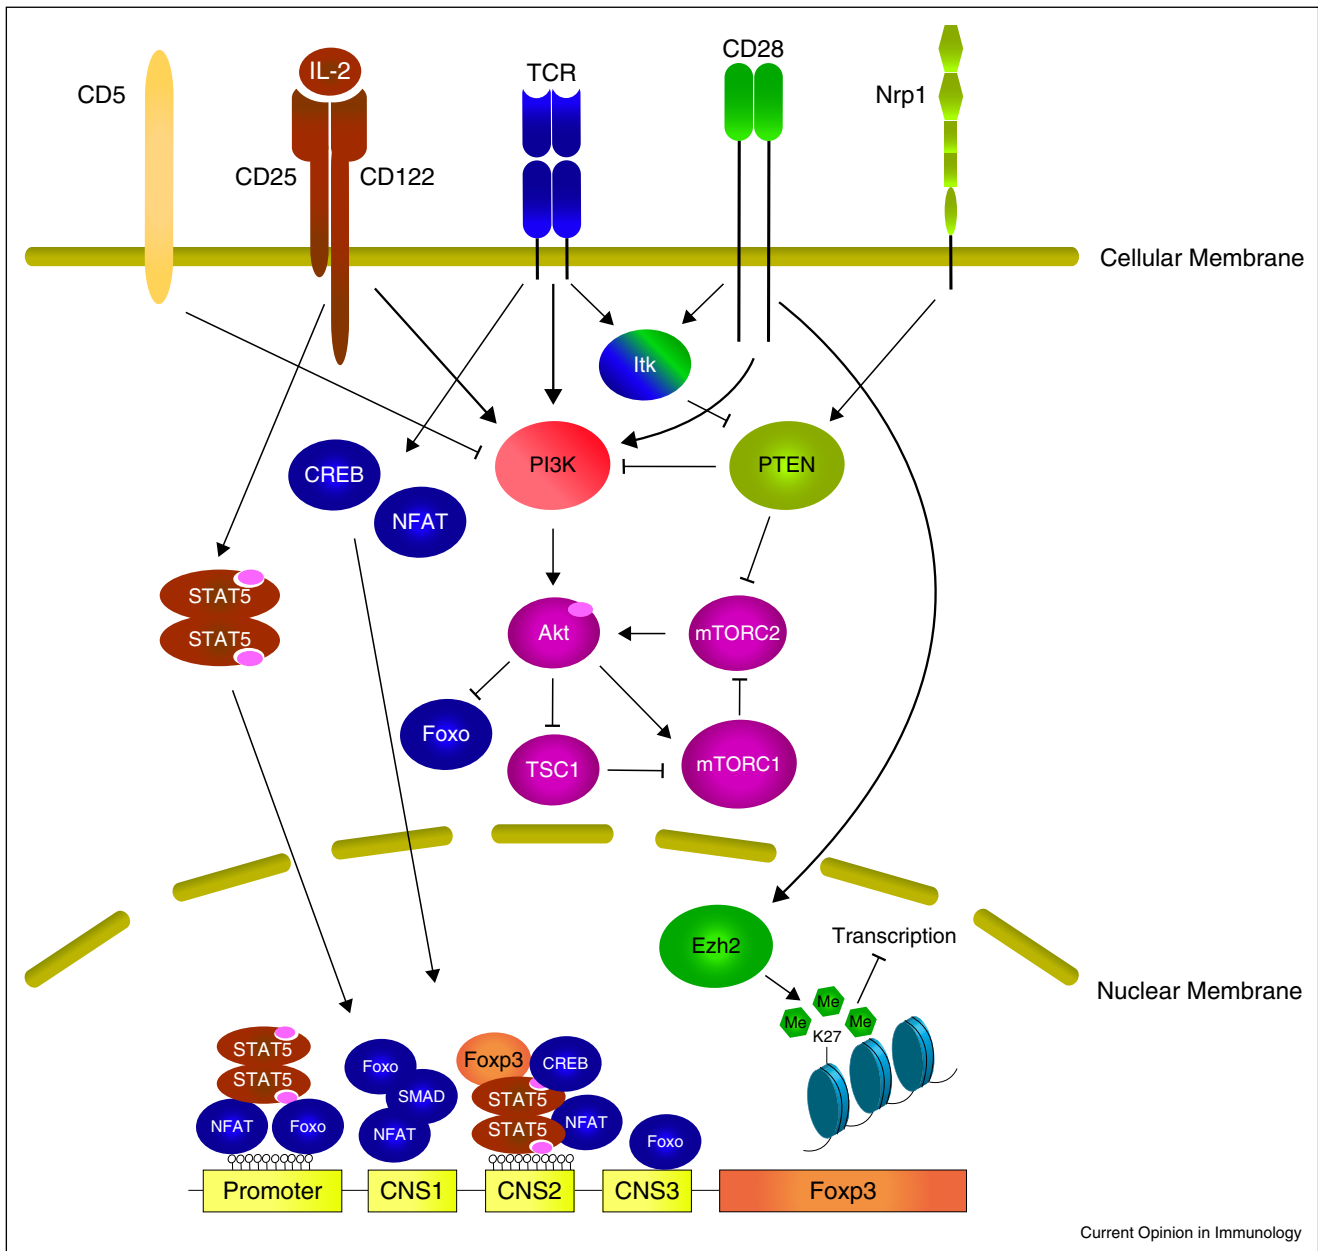 CD5
IL-2
TCR
CD28
Nrp1
CD25
CD122
Cellular Membrane
Itk
CREB
NFAT
PI3K
PTEN
STAT5
STAT5
Akt
mTORC2
Foxo
TSC1
mTORC1
Ezh2
Transcription
Nuclear Membrane
Me
Me
Me
K27
STAT5
STAT5
NFAT
Foxo
Foxo
SMAD
NFAT
Foxp3
CREB
STAT5
STAT5
NFAT
Foxo
Promoter
CNS1
CNS2
CNS3
Foxp3
Current Opinion in Immunology